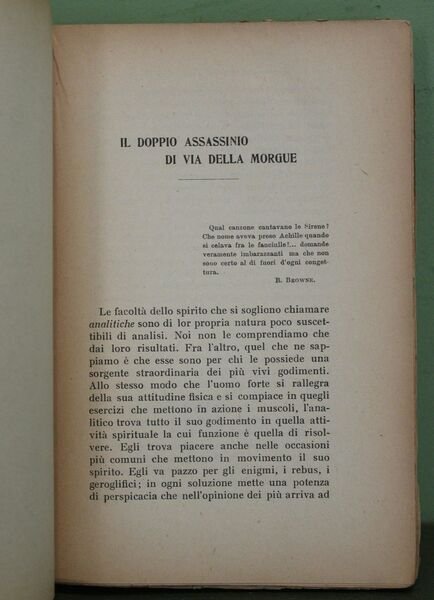 IL DOPPIO ASSASSINIO
DI VIA DELLA MORGUE
Qual canzone cantavano le Sirene?
Che nome aveva preso Achille quando
si celava fra le fanciulle!... domande
veramente imbarazzanti ma che non
sono certo al di fuori d'ogni conget-
tura.
B. Browne.
Le facoltà dello spirito che si sogliono chiamare
analitiche sono di lor propria natura poco suscet-
tibili di analisi. Noi non le comprendiamo che
dai loro risultati. Fra l'altro, quel che ne sap-
piamo è che esse sono per chi le possiede una
sorgente straordinaria dei più vivi godimenti.
Allo stesso modo che l'uomo forte si rallegra
della sua attitudine fisica e si compiace in quegli
esercizi che mettono in azione i muscoli, l'ana-
litico trova tutto il suo godimento in quella atti-
vità spirituale la cui funzione è quella di risol-
vere. Egli trova piacere anche nelle occasioni
più comuni che mettono in movimento il suo
spirito. Egli va pazzo per gli enigmi, i rebus, i
geroglifici; in ogni soluzione mette una potenza
di perspicacia che nell'opinione dei più arriva ad